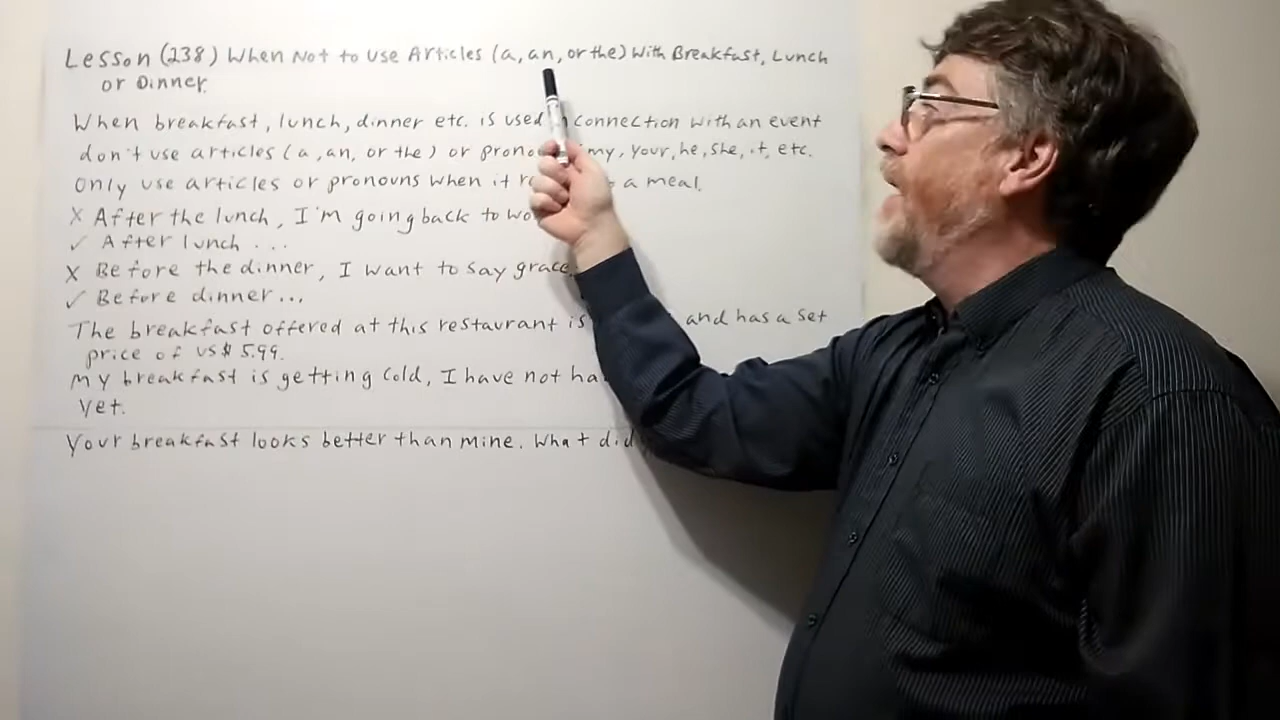 Lesson (238) When Not to Use Articles (a, an, or the) With Breakfast, Lunch
or Dinner.
When breakfast, lunch, dinner etc. is used connection with an event
don't use articles (a, an, or the) or my, your, he, she, it, etc.
Only use articles or pronouns when it a meal.
X After the lunch, I'm going back to
✓ After lunch ...
X Before the dinner, I want to say grace.
✓ Before dinner...
The breakfast offered at this restaurant is and has a set
price of US$ 5.99.
My breakfast is getting cold, I have not
yet.
Your breakfast looks better than mine. What did